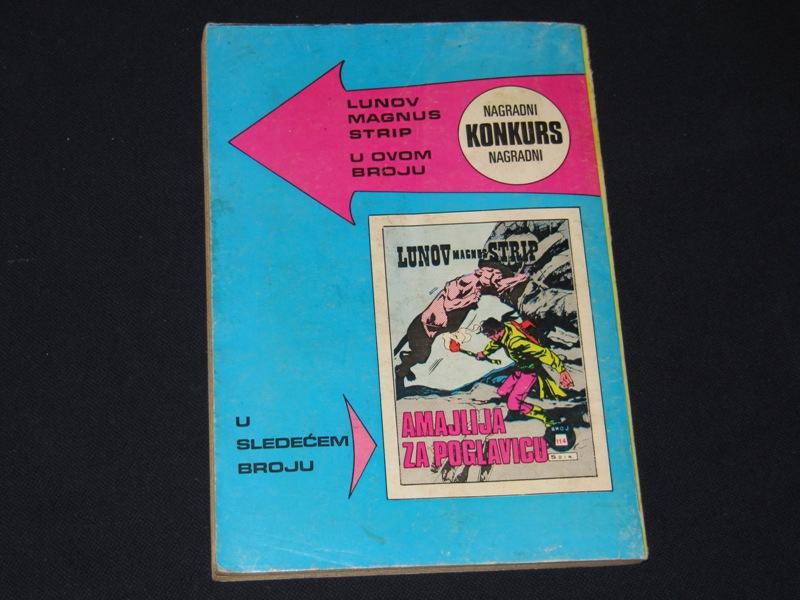 LUNOV
MAGNUS
STRIP
U OVOM
BROJU
NAGRADNI
KONKURS
NAGRADNI
LUNOV MAGNUS STRIP
AMAJLIJA
ZA POGLAVICU
BROJ
114
U
SLEDEĆEM
BROJU